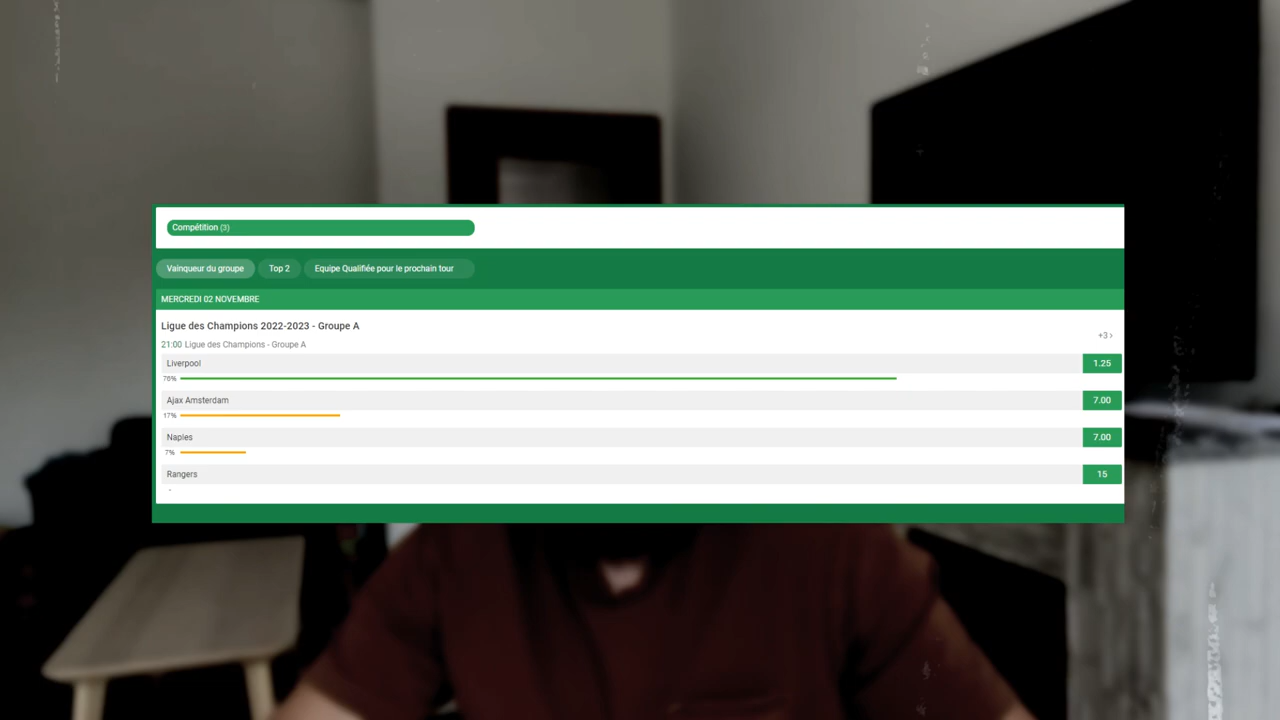 Compétition (3)
Vainqueur du groupe Top 2 Equipe Qualifiée pour le prochain tour
MERCREDI 02 NOVEMBRE
Ligue des Champions 2022-2023 - Groupe A
+3 ›
21:00 Ligue des Champions - Groupe A
Liverpool 1.25
76%
Ajax Amsterdam 7.00
17%
Naples 7.00
7%
Rangers 15
-